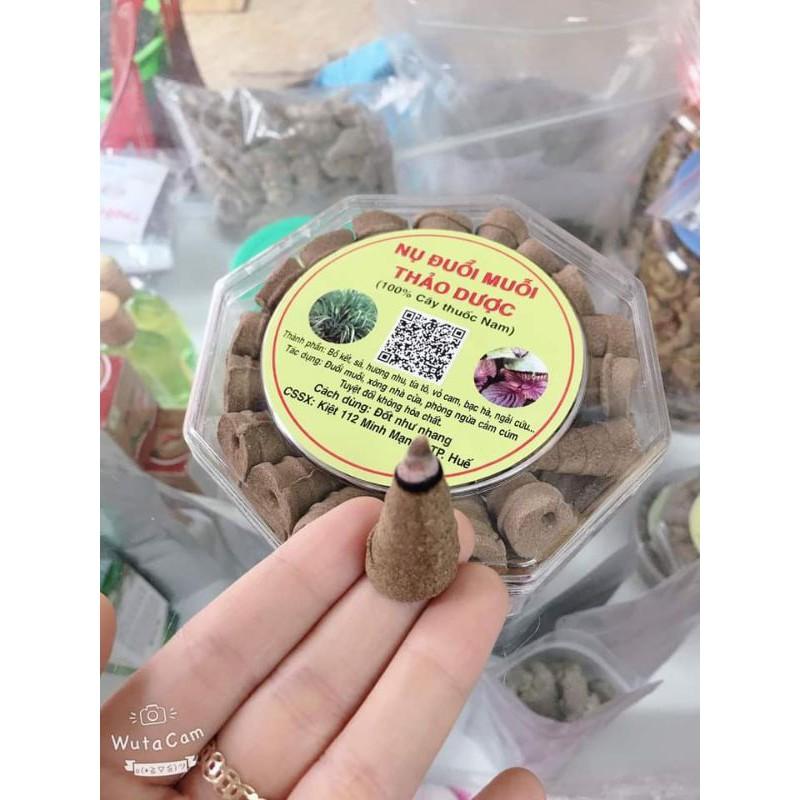 NỤ ĐUỔI MUỖI
THẢO DƯỢC
(100% Cây thuốc Nam)
Thành phần: Bồ kết, sả, hương nhu, tía tô, vỏ cam, bạc hà, ngải cứu...
Tác dụng: Đuổi muỗi, xông nhà cửa, phòng ngừa cảm cúm
Tuyệt đối không hóa chất.
Cách dùng: Đốt như nhang
CSSX: Kiệt 112 Minh Mạng TP. Huế
WutaCam